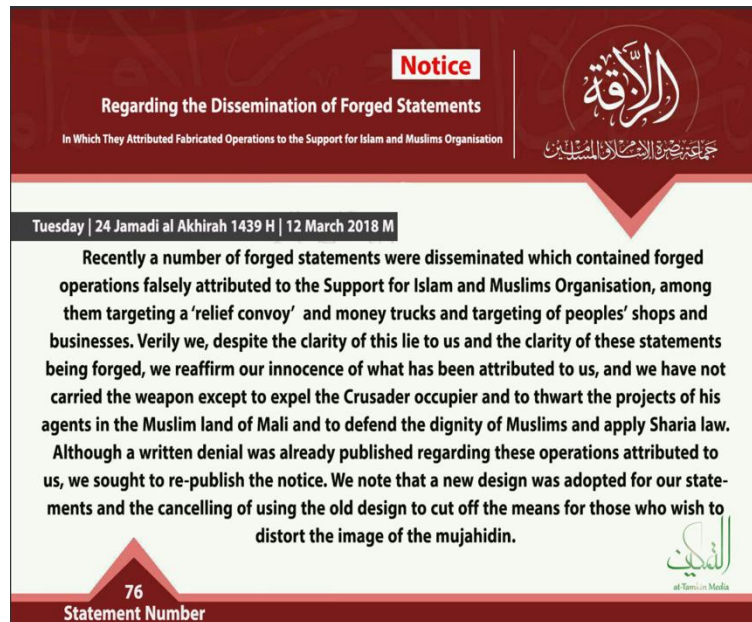 Notice
Regarding the Dissemination of Forged Statements
In Which They Attributed Fabricated Operations to the Support for Islam and Muslims Organisation
الزلاقة
جماعة نصرة الإسلام والمسلمين
Tuesday | 24 Jamadi al Akhirah 1439 H | 12 March 2018 M
Recently a number of forged statements were disseminated which contained forged
operations falsely attributed to the Support for Islam and Muslims Organisation, among
them targeting a ‘relief convoy’ and money trucks and targeting of peoples’ shops and
businesses. Verily we, despite the clarity of this lie to us and the clarity of these statements
being forged, we reaffirm our innocence of what has been attributed to us, and we have not
carried the weapon except to expel the Crusader occupier and to thwart the projects of his
agents in the Muslim land of Mali and to defend the dignity of Muslims and apply Sharia law.
Although a written denial was already published regarding these operations attributed to
us, we sought to re-publish the notice. We note that a new design was adopted for our state-
ments and the cancelling of using the old design to cut off the means for those who wish to
distort the image of the mujahidin.
التمكين
at-Tamkin Media
76
Statement Number